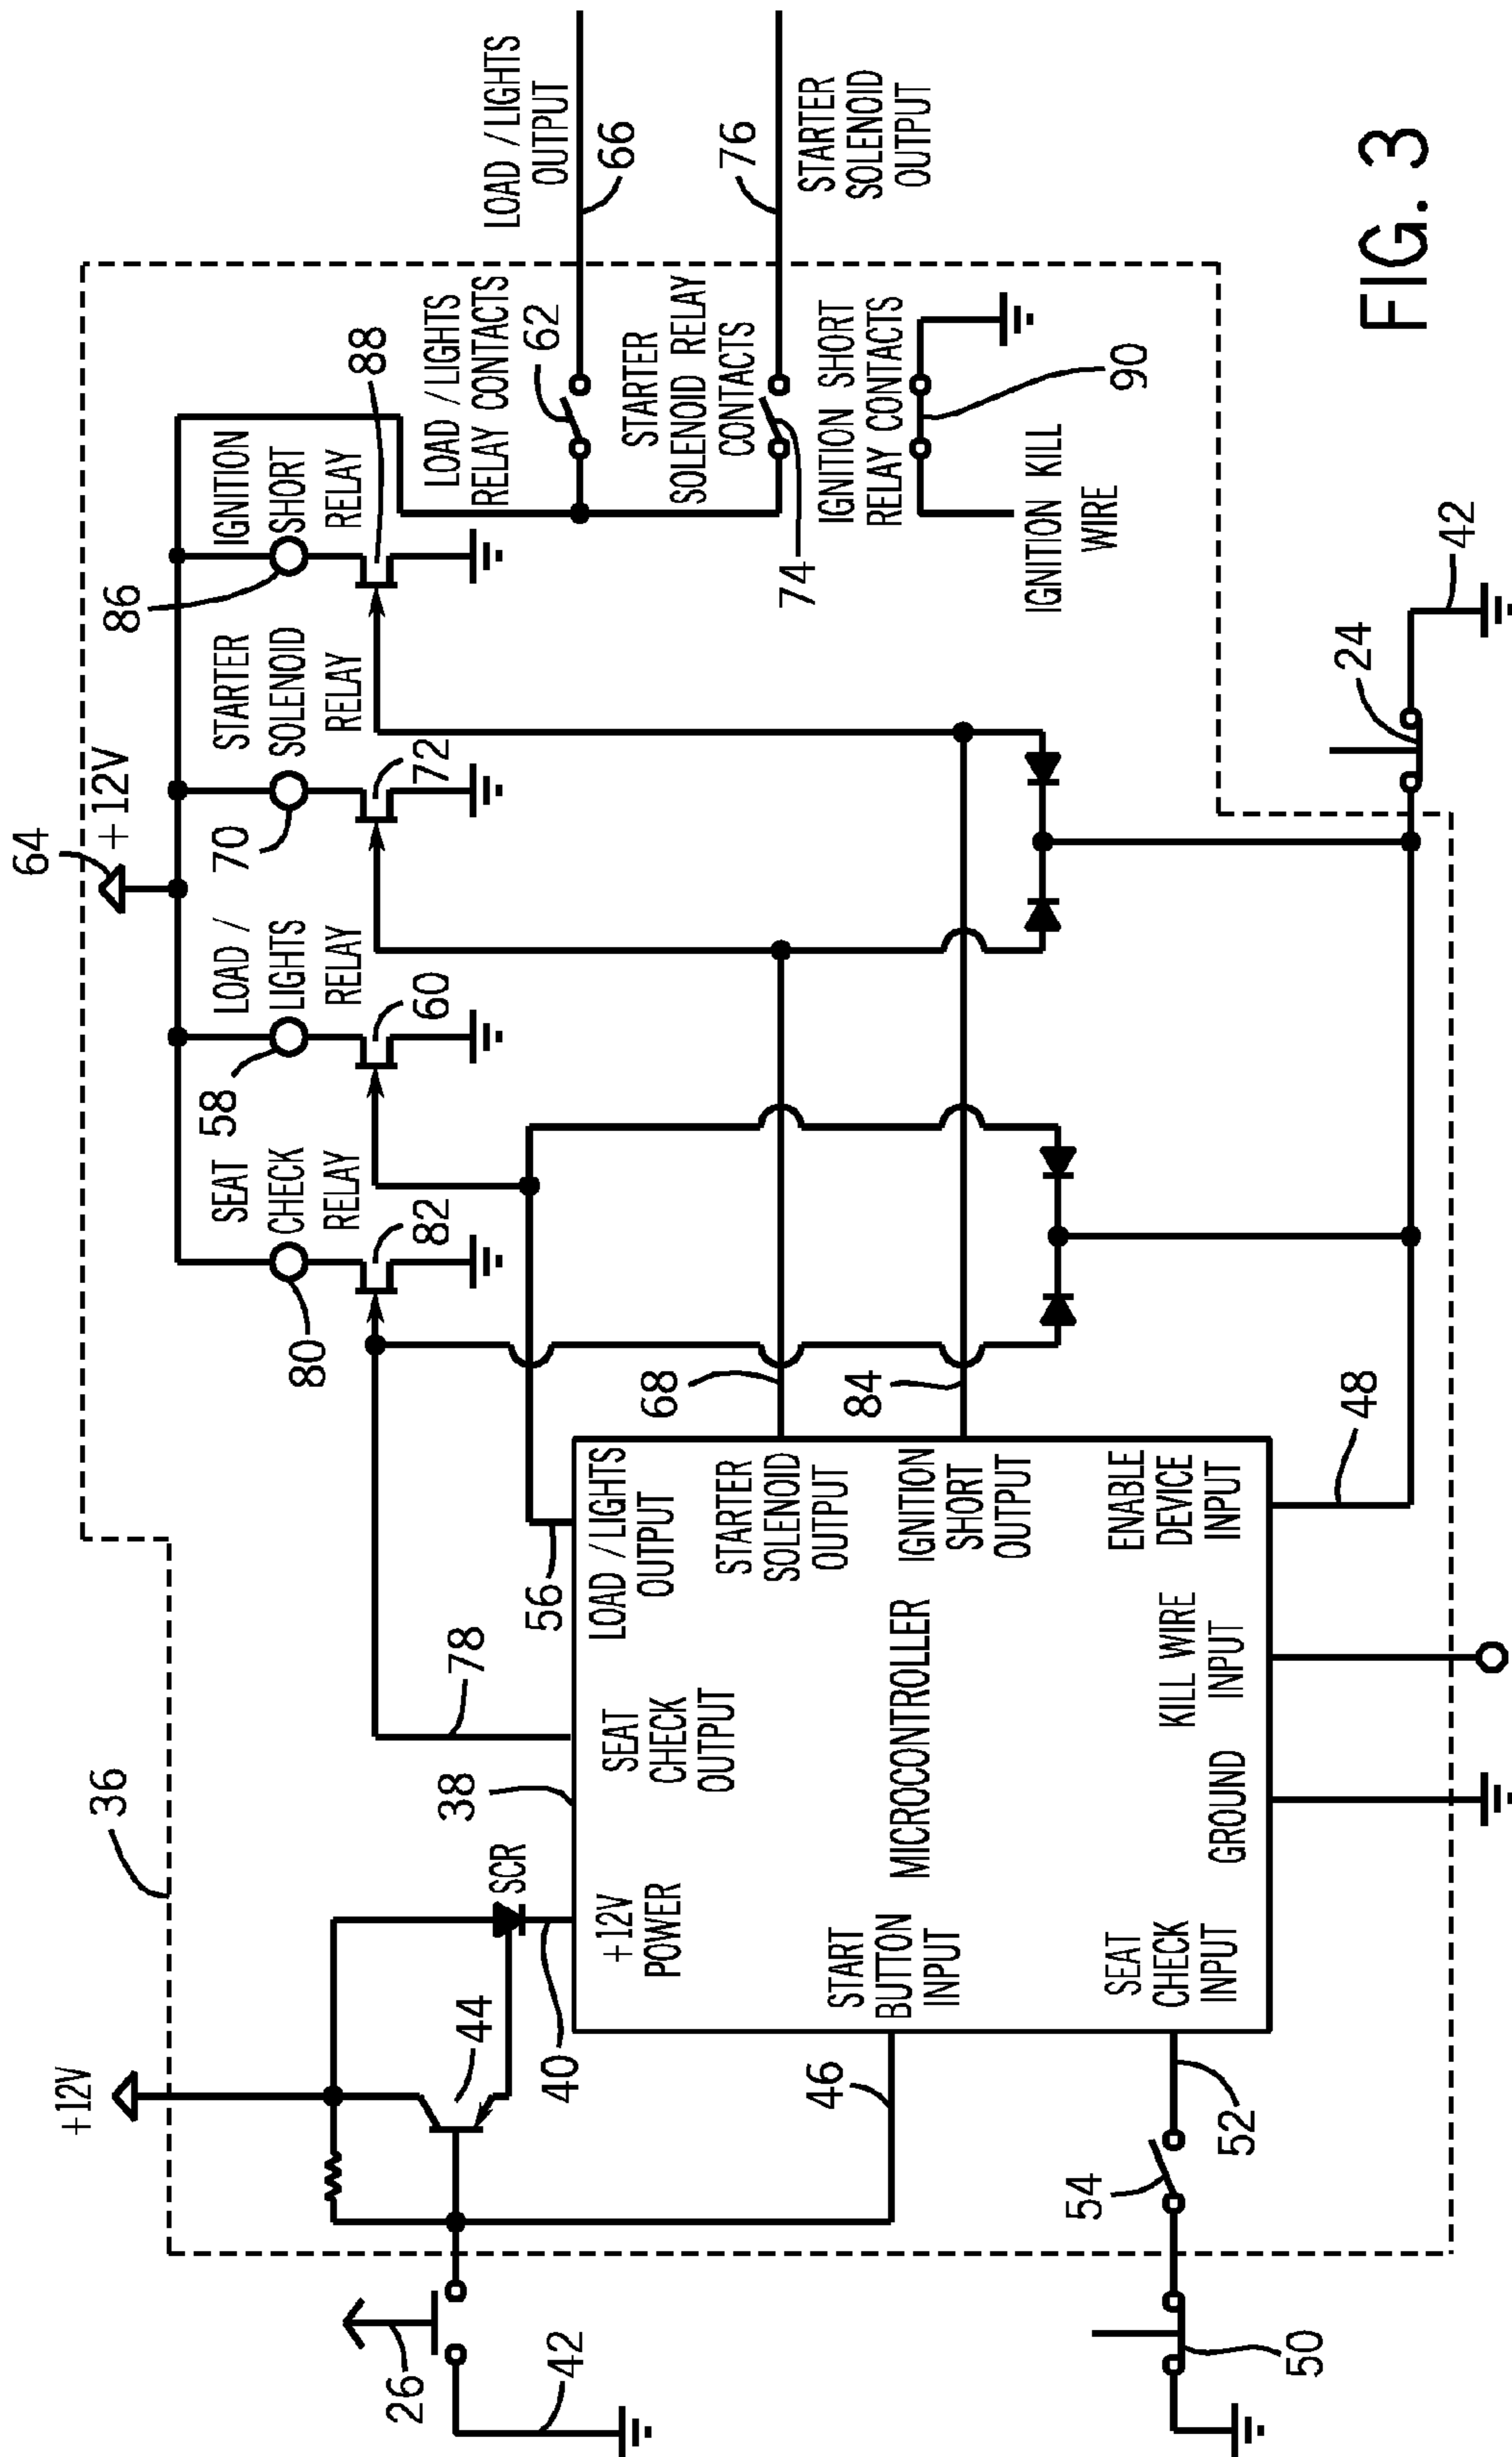 64
+12V
36
+12V
SEAT
CHECK
RELAY
LOAD /
LIGHTS
RELAY
STARTER
SOLENOID
RELAY
IGNITION
SHORT
RELAY
80
82
58
60
70
72
86
88
44
SCR
40
26
42
78
38
56
68
84
+12V
POWER
SEAT
CHECK
OUTPUT
LOAD /LIGHTS
OUTPUT
STARTER
SOLENOID
OUTPUT
IGNITION
SHORT
OUTPUT
START
BUTTON
INPUT
MICROCONTROLLER
SEAT
CHECK
INPUT
GROUND
KILL WIRE
INPUT
ENABLE
DEVICE
INPUT
46
52
54
50
48
LOAD /LIGHTS
RELAY CONTACTS
62
LOAD /LIGHTS
OUTPUT
66
STARTER
SOLENOID RELAY
CONTACTS
74
76
STARTER
SOLENOID
OUTPUT
IGNITION SHORT
RELAY CONTACTS
90
IGNITION KILL
WIRE
24
42
FIG. 3